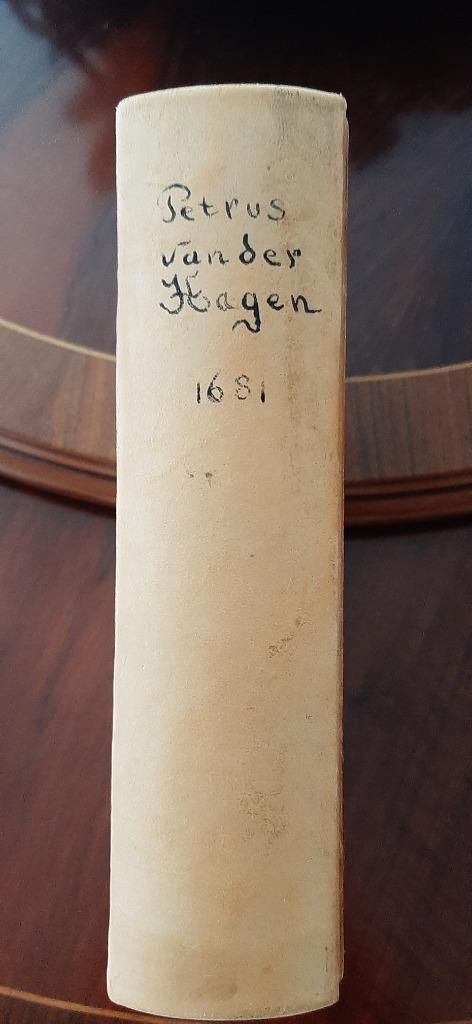 Petrus
van der
Hagen
1681